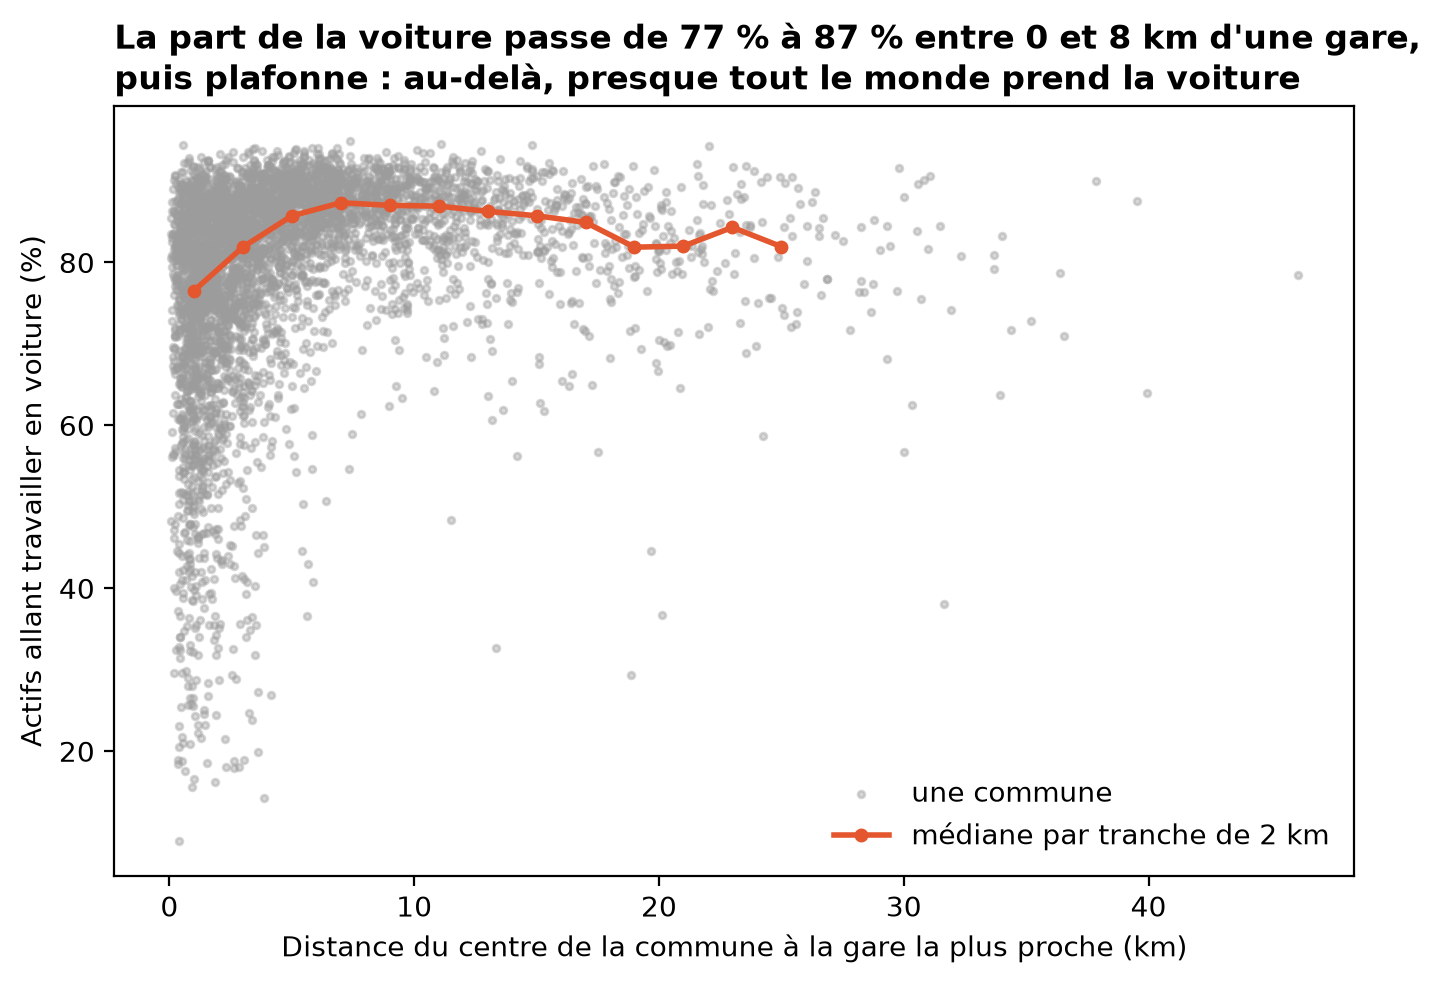 La part de la voiture passe de 77 % à 87 % entre 0 et 8 km d'une gare,
puis plafonne : au-delà, presque tout le monde prend la voiture
Actifs allant travailler en voiture (%)
80
60
40
20
une commune
médiane par tranche de 2 km
0 10 20 30 40
Distance du centre de la commune à la gare la plus proche (km)